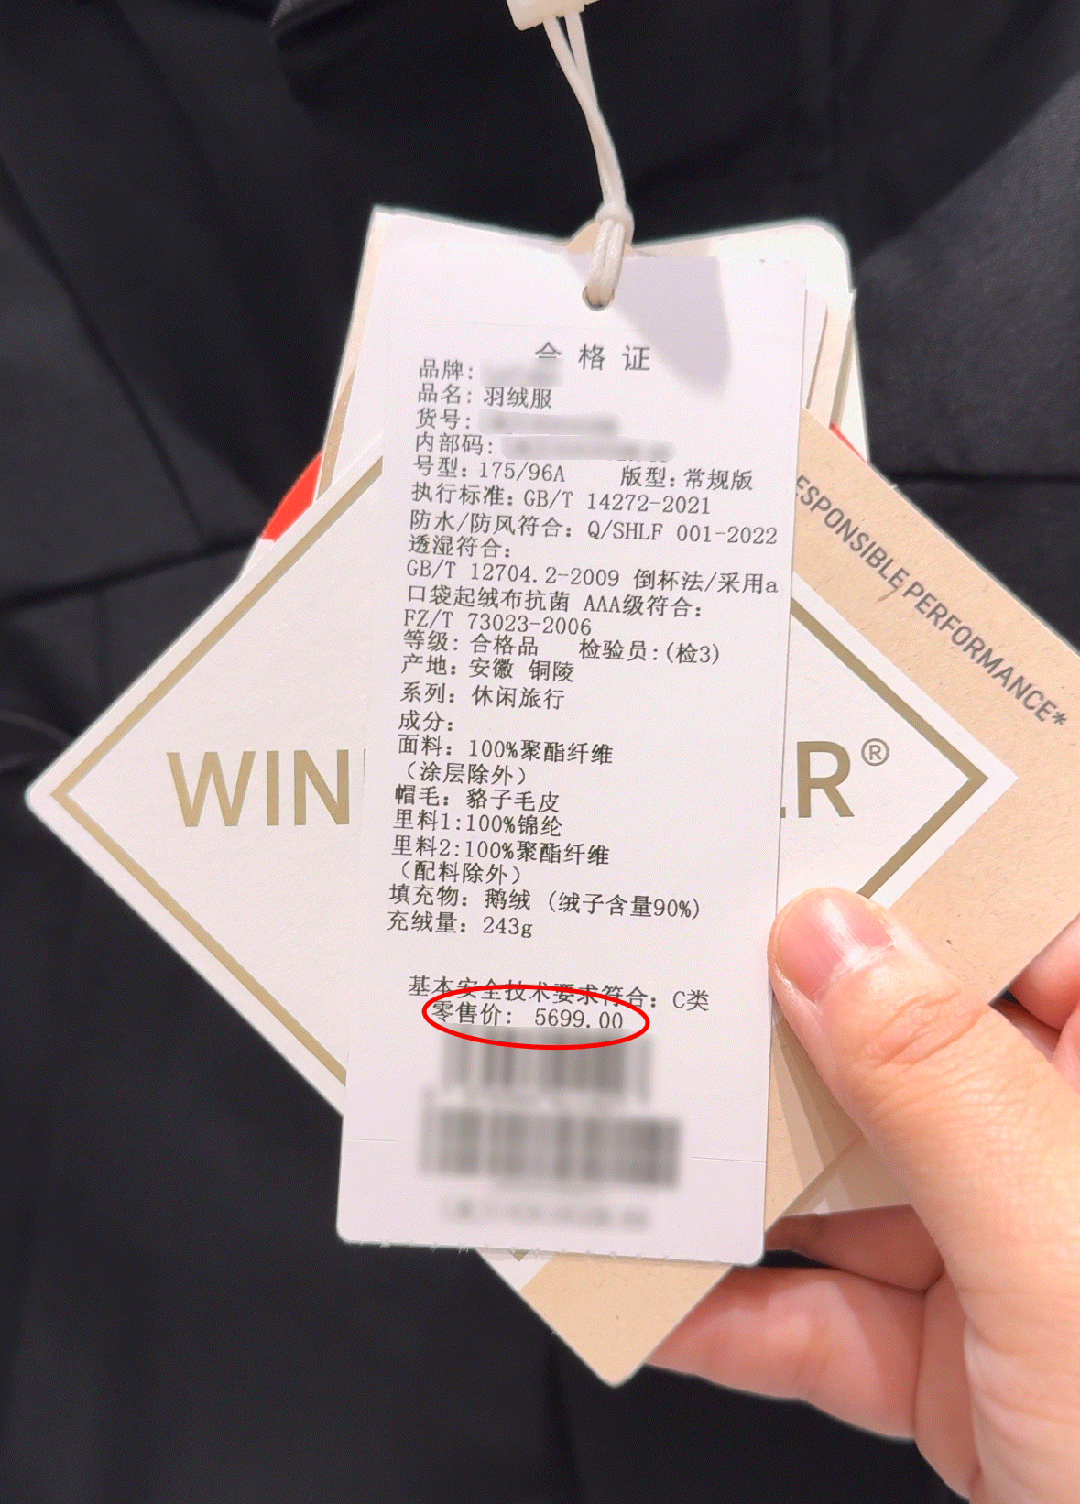 合格证
品牌:
品名: 羽绒服
货号:
内部码:
号型: 175/96A 版型: 常规版
执行标准: GB/T 14272-2021
防水/防风符合: Q/SHLF 001-2022
透湿符合:
GB/T 12704.2-2009 倒杯法/采用a
口袋起绒布抗菌 AAA级符合:
FZ/T 73023-2006
等级: 合格品 检验员:(检3)
产地: 安徽 铜陵
系列: 休闲旅行
成分:
面料: 100%聚酯纤维
(涂层除外)
帽毛: 貉子毛皮
里料1:100%锦纶
里料2:100%聚酯纤维
(配料除外)
填充物: 鹅绒 (绒子含量90%)
充绒量: 243g
基本安全技术要求符合: C类
零售价: 5699.00
WIN
R®
ESPONSIBLE PERFORMANCE*